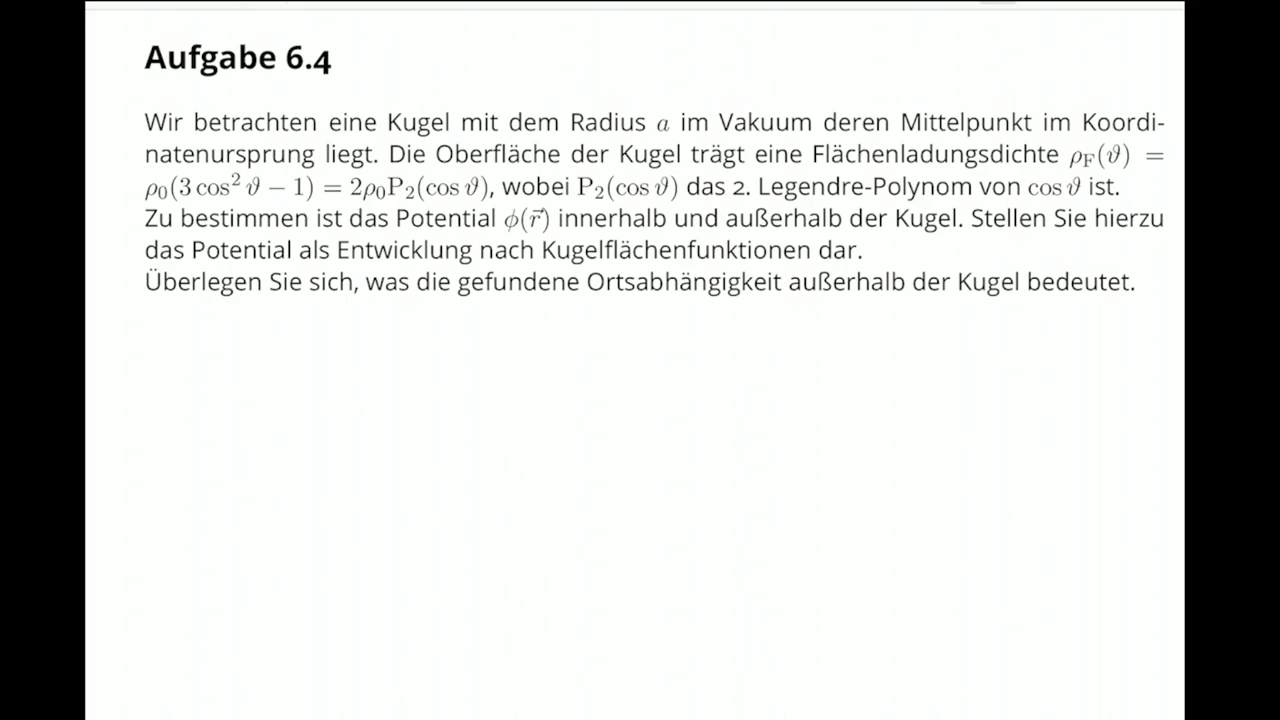 Aufgabe 6.4
Wir betrachten eine Kugel mit dem Radius a im Vakuum deren Mittelpunkt im Koordi-
natenursprung liegt. Die Oberfläche der Kugel trägt eine Flächenladungsdichte ρ_F(ϑ) =
ρ₀(3 cos² ϑ − 1) = 2ρ₀P₂(cos ϑ), wobei P₂(cos ϑ) das 2. Legendre-Polynom von cos ϑ ist.
Zu bestimmen ist das Potential ϕ(r⃗) innerhalb und außerhalb der Kugel. Stellen Sie hierzu
das Potential als Entwicklung nach Kugelflächenfunktionen dar.
Überlegen Sie sich, was die gefundene Ortsabhängigkeit außerhalb der Kugel bedeutet.